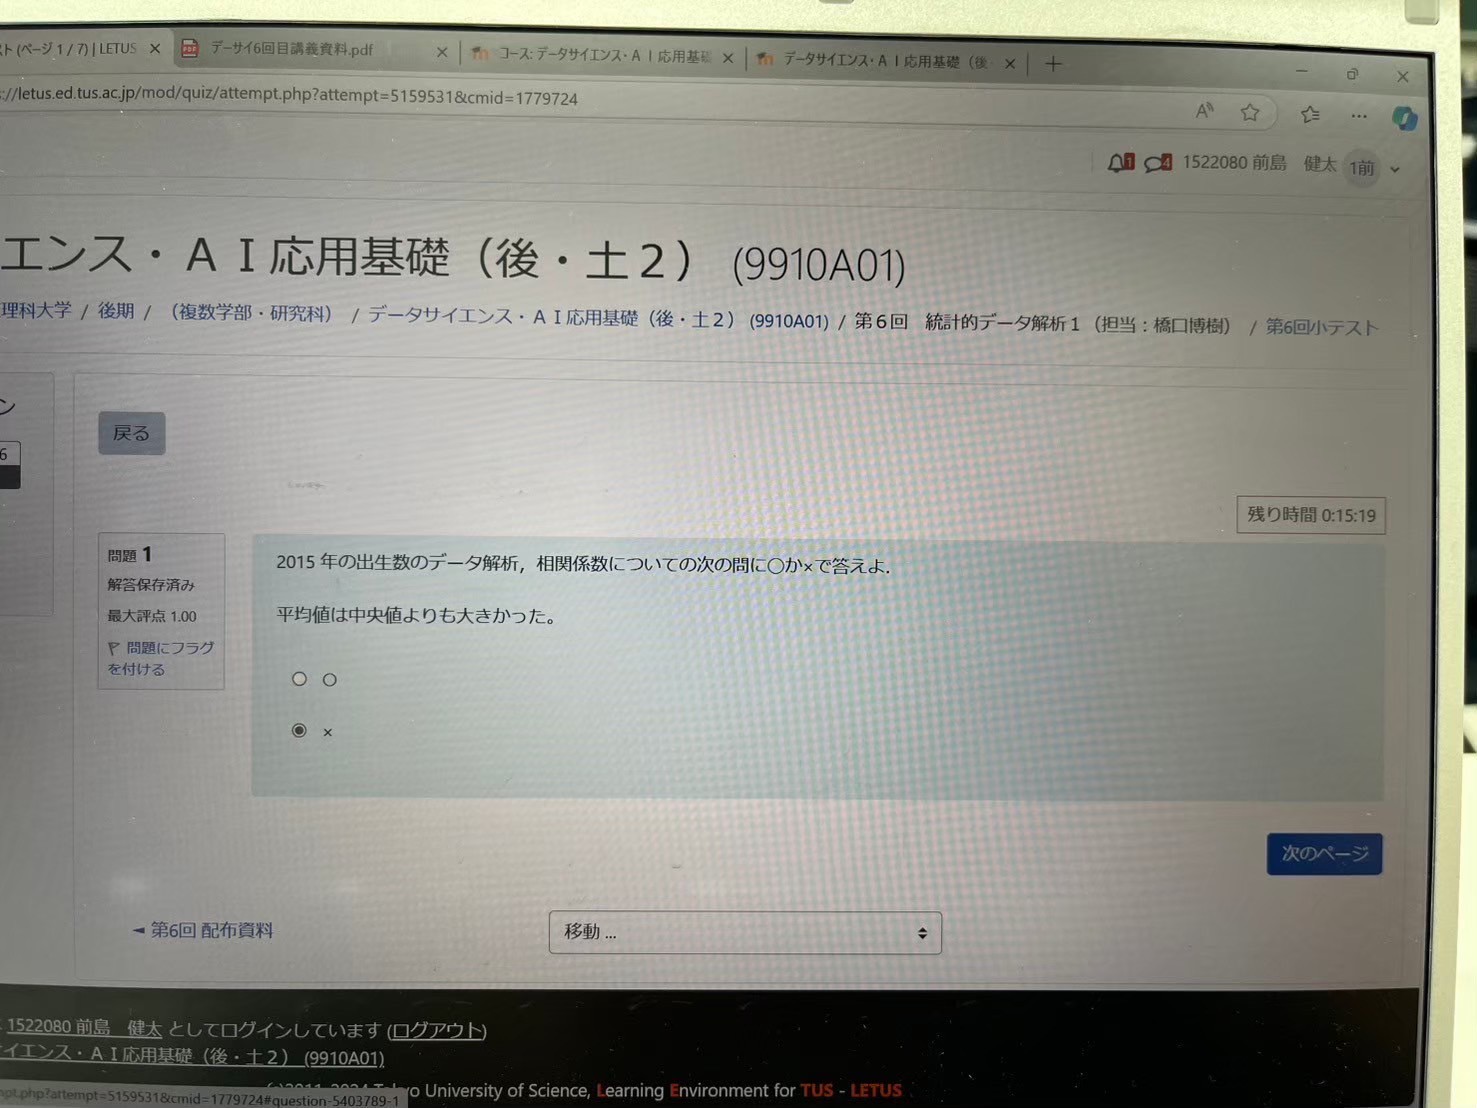 スト (ページ 1 / 7) | LETUS
データサイ6回目講義資料.pdf
コース: データサイエンス・ＡＩ応用基礎
データサイエンス・ＡＩ応用基礎（後
://letus.ed.tus.ac.jp/mod/quiz/attempt.php?attempt=5159531&cmid=1779724
1 4 1522080 前島 健太 1前
エンス・ＡＩ応用基礎（後・土２） (9910A01)
理科大学 / 後期 / （複数学部・研究科） / データサイエンス・ＡＩ応用基礎（後・土２） (9910A01) / 第６回 統計的データ解析１（担当：橋口博樹） / 第6回小テスト
ン
戻る
6
残り時間 0:15:19
問題 1
解答保存済み
最大評点 1.00
問題にフラグ
を付ける
2015 年の出生数のデータ解析，相関係数についての次の問に○か×で答えよ．
平均値は中央値よりも大きかった。
○
×
次のページ
◄ 第6回 配布資料
移動 ...
1522080 前島 健太 としてログインしています (ログアウト)
イエンス・ＡＩ応用基礎（後・土２） (9910A01)
University of Science, Learning Environment for TUS - LETUS
mpt.php?attempt=5159531&cmid=1779724#question-5403789-1